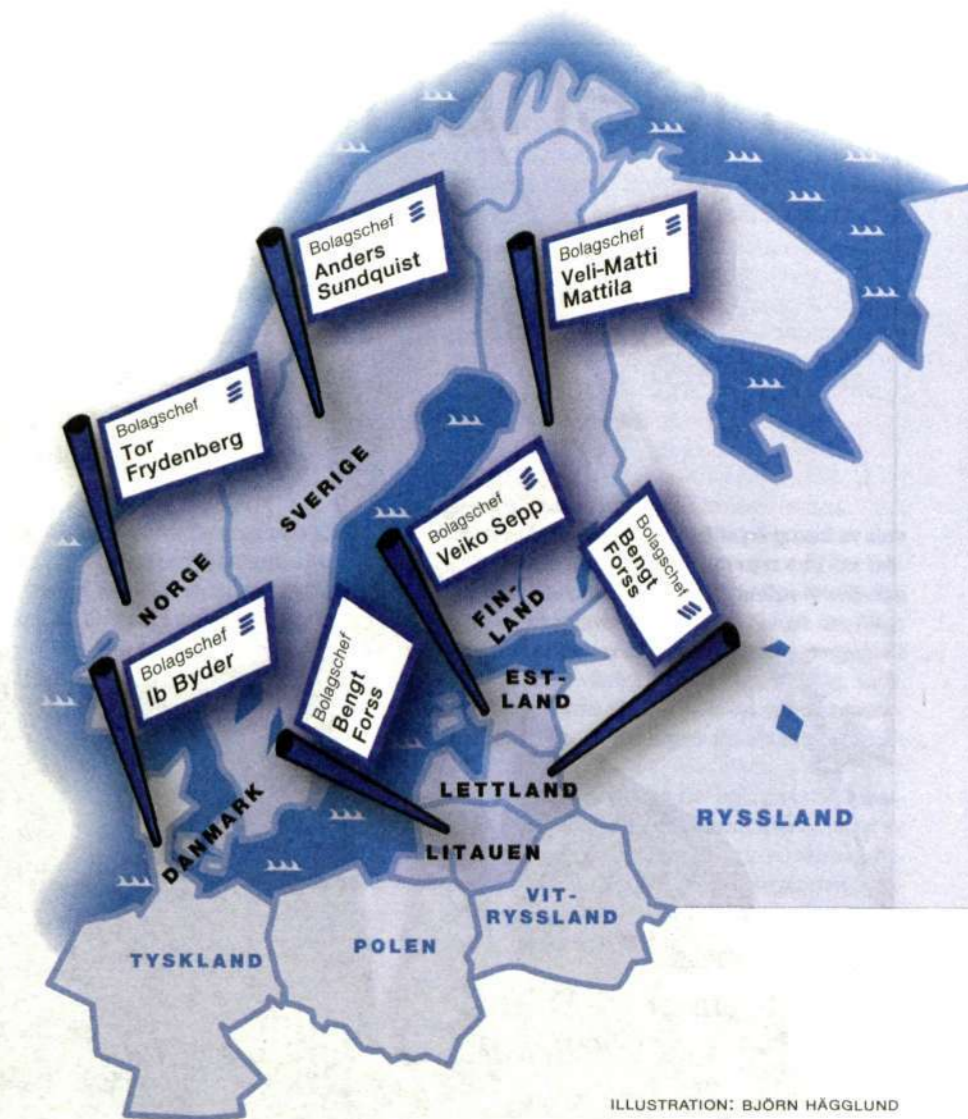 Bolagschef
Anders
Sundquist
Bolagschef
Veli-Matti
Mattila
Bolagschef
Tor
Frydenberg
SVERIGE
Bolagschef
Veiko Sepp
Bolagschef
Bengt
Forss
NORGE
FIN-
LAND
Bolagschef
Ib Byder
Bolagschef
Bengt
Forss
EST-
LAND
DANMARK
LETTLAND
RYSSLAND
LITAUEN
VIT-
RYSSLAND
TYSKLAND
POLEN
ILLUSTRATION: BJÖRN HÄGGLUND